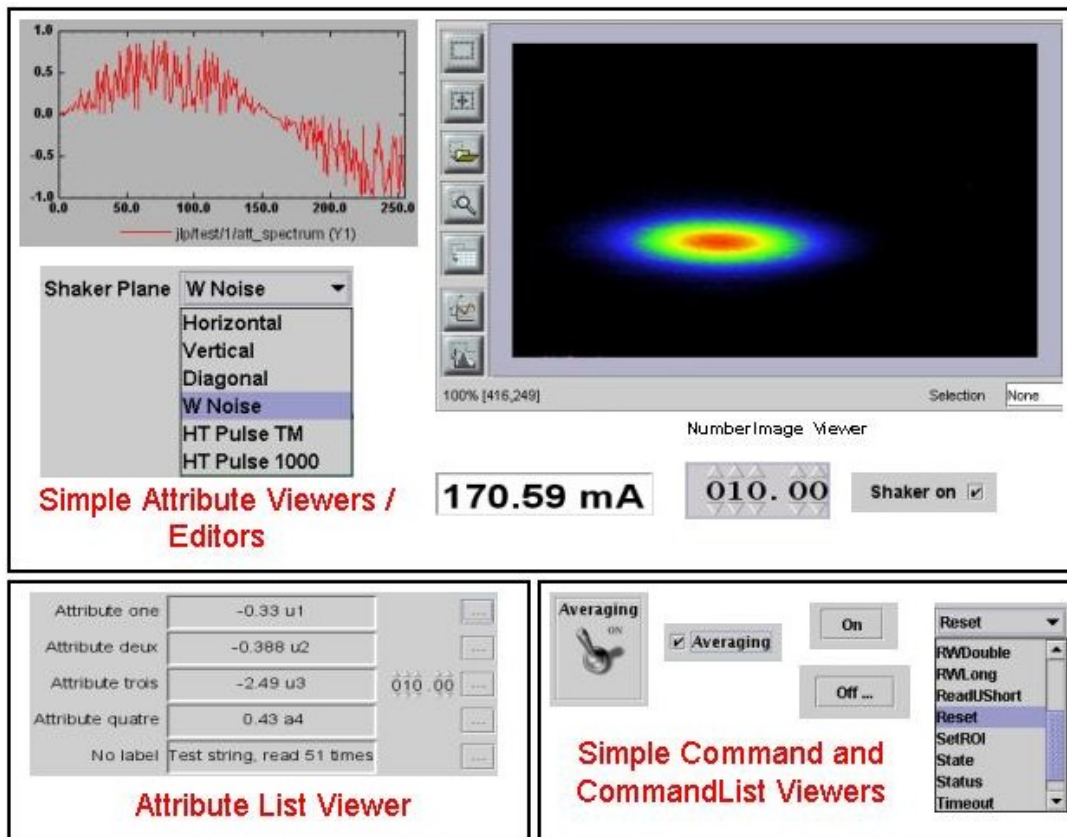 1.0
0.5
0.0
-0.5
-1.0
0.0 50.0 100.0 150.0 200.0 250.0
jlp/test/1/att_spectrum (Y1)
Shaker Plane W Noise
Horizontal
Vertical
Diagonal
W Noise
HT Pulse TM
HT Pulse 1000
Simple Attribute Viewers /
Editors
100% [416,249]
Selection None
NumberImage Viewer
170.59 mA
010.00
Shaker on
Attribute one -0.33 u1 ...
Attribute deux -0.388 u2 ...
Attribute trois -2.49 u3 010.00 ...
Attribute quatre 0.43 a4 ...
No label Test string, read 51 times ...
Attribute List Viewer
Averaging
ON
Averaging
On
Off ...
Reset
RWDouble
RWLong
ReadUShort
Reset
SetROI
State
Status
Timeout
Simple Command and
CommandList Viewers